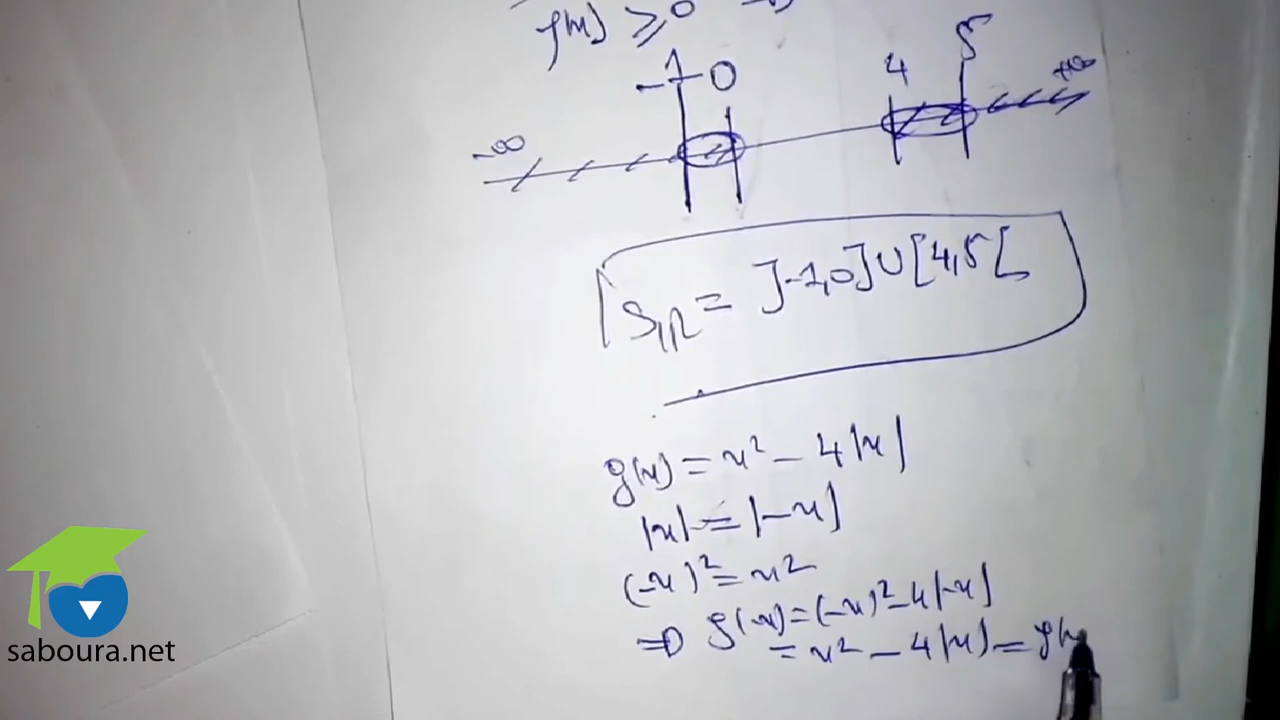 f(x) ≥ 0
-1 0 4 5
-∞ +∞
S_IR = ]-1,0]U[4,5[
g(x) = x² - 4|x|
|x| = |-x|
(-x)² = x²
⇒ g(-x) = (-x)² - 4|-x|
= x² - 4|x| = g(x
saboura.net